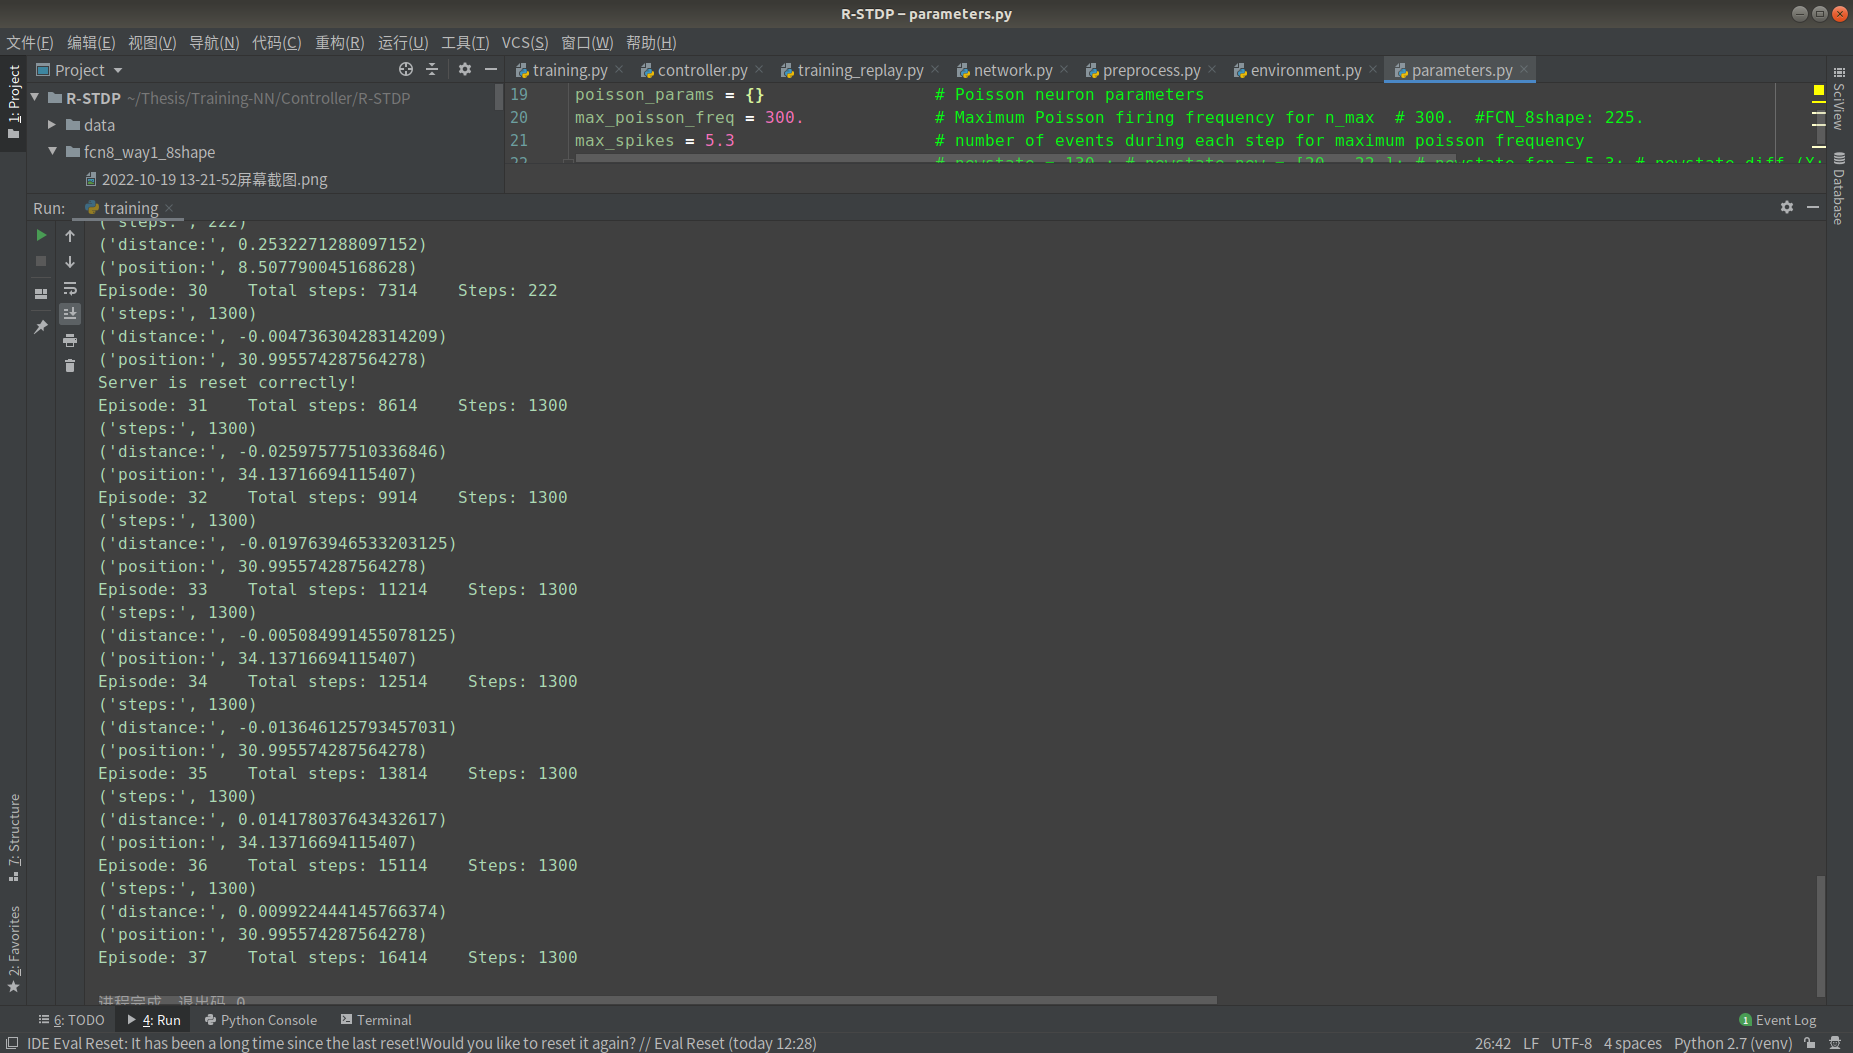 R-STDP – parameters.py
文件(F) 编辑(E) 视图(V) 导航(N) 代码(C) 重构(R) 运行(U) 工具(T) VCS(S) 窗口(W) 帮助(H)
Project
training.py controller.py training_replay.py network.py preprocess.py environment.py parameters.py
1: Project
R-STDP ~/Thesis/Training-NN/Controller/R-STDP
data
fcn8_way1_8shape
2022-10-19 13-21-52屏幕截图.png
19 poisson_params = {} # Poisson neuron parameters
20 max_poisson_freq = 300. # Maximum Poisson firing frequency for n_max # 300. #FCN_8shape: 225.
21 max_spikes = 5.3 # number of events during each step for maximum poisson frequency
SciView
Database
Run: training
('steps:', 222)
('distance:', 0.2532271288097152)
('position:', 8.507790045168628)
Episode: 30 Total steps: 7314 Steps: 222
('steps:', 1300)
('distance:', -0.00473630428314209)
('position:', 30.995574287564278)
Server is reset correctly!
Episode: 31 Total steps: 8614 Steps: 1300
('steps:', 1300)
('distance:', -0.02597577510336846)
('position:', 34.13716694115407)
Episode: 32 Total steps: 9914 Steps: 1300
('steps:', 1300)
('distance:', -0.019763946533203125)
('position:', 30.995574287564278)
Episode: 33 Total steps: 11214 Steps: 1300
('steps:', 1300)
('distance:', -0.005084991455078125)
('position:', 34.13716694115407)
Episode: 34 Total steps: 12514 Steps: 1300
('steps:', 1300)
('distance:', -0.013646125793457031)
('position:', 30.995574287564278)
Episode: 35 Total steps: 13814 Steps: 1300
('steps:', 1300)
('distance:', 0.014178037643432617)
('position:', 34.13716694115407)
Episode: 36 Total steps: 15114 Steps: 1300
('steps:', 1300)
('distance:', 0.009922444145766374)
('position:', 30.995574287564278)
Episode: 37 Total steps: 16414 Steps: 1300
进程完成，退出码 0
7: Structure
2: Favorites
6: TODO 4: Run Python Console Terminal
1 Event Log
IDE Eval Reset: It has been a long time since the last reset!Would you like to reset it again? // Eval Reset (today 12:28)
26:42 LF UTF-8 4 spaces Python 2.7 (venv)